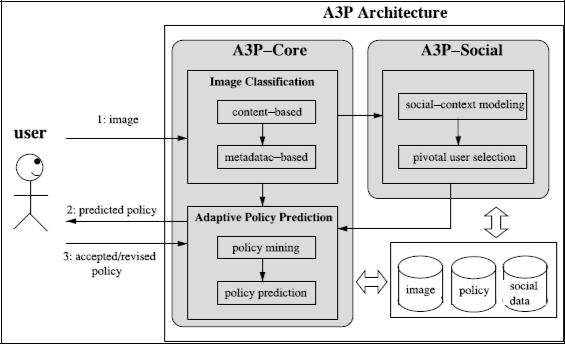 A3P Architecture
A3P–Core
A3P–Social
Image Classification
content–based
metadatac–based
social–context modeling
pivotal user selection
user
1: image
2: predicted policy
3: accepted/revised
policy
Adaptive Policy Prediction
policy mining
policy prediction
image
policy
social
data